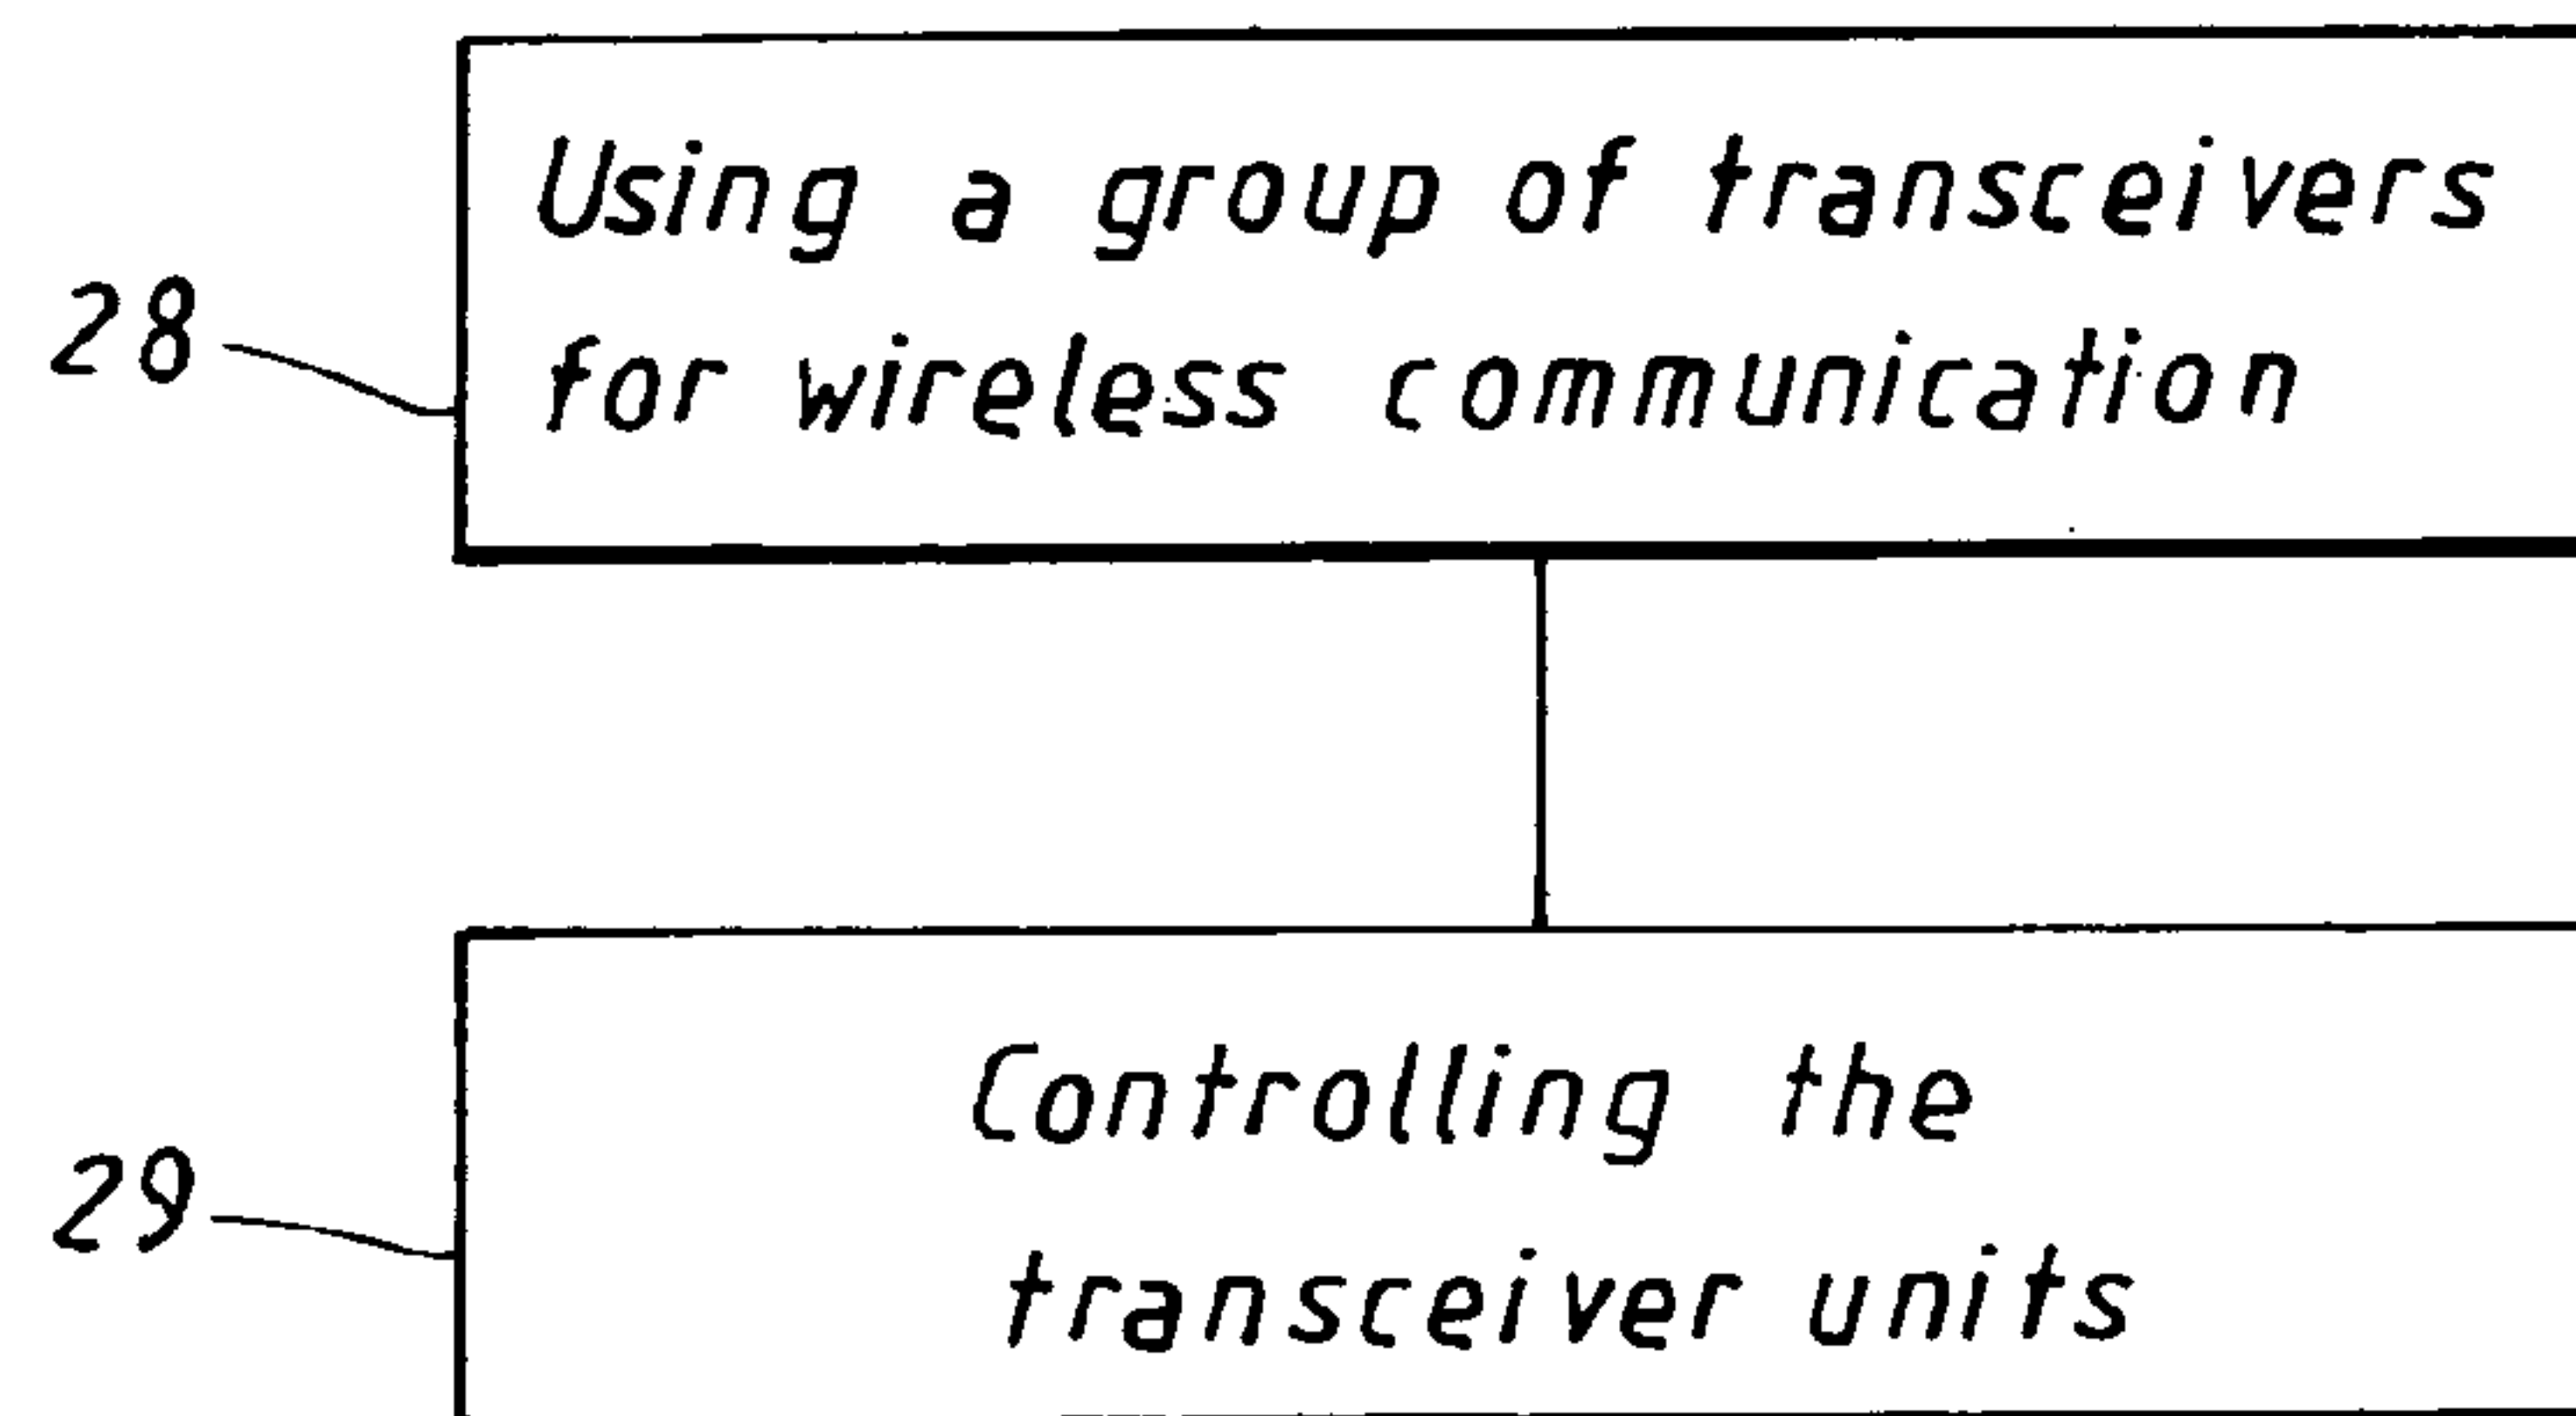 Using a group of transceivers
for wireless communication
28
Controlling the
transceiver units
29